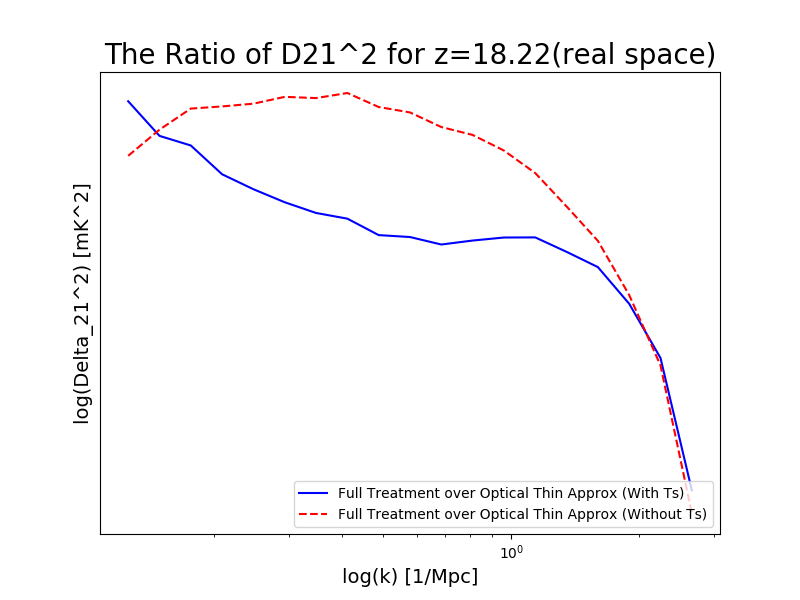 The Ratio of D21^2 for z=18.22(real space)
log(Delta_21^2) [mK^2]
Full Treatment over Optical Thin Approx (With Ts)
Full Treatment over Optical Thin Approx (Without Ts)
10^0
log(k) [1/Mpc]